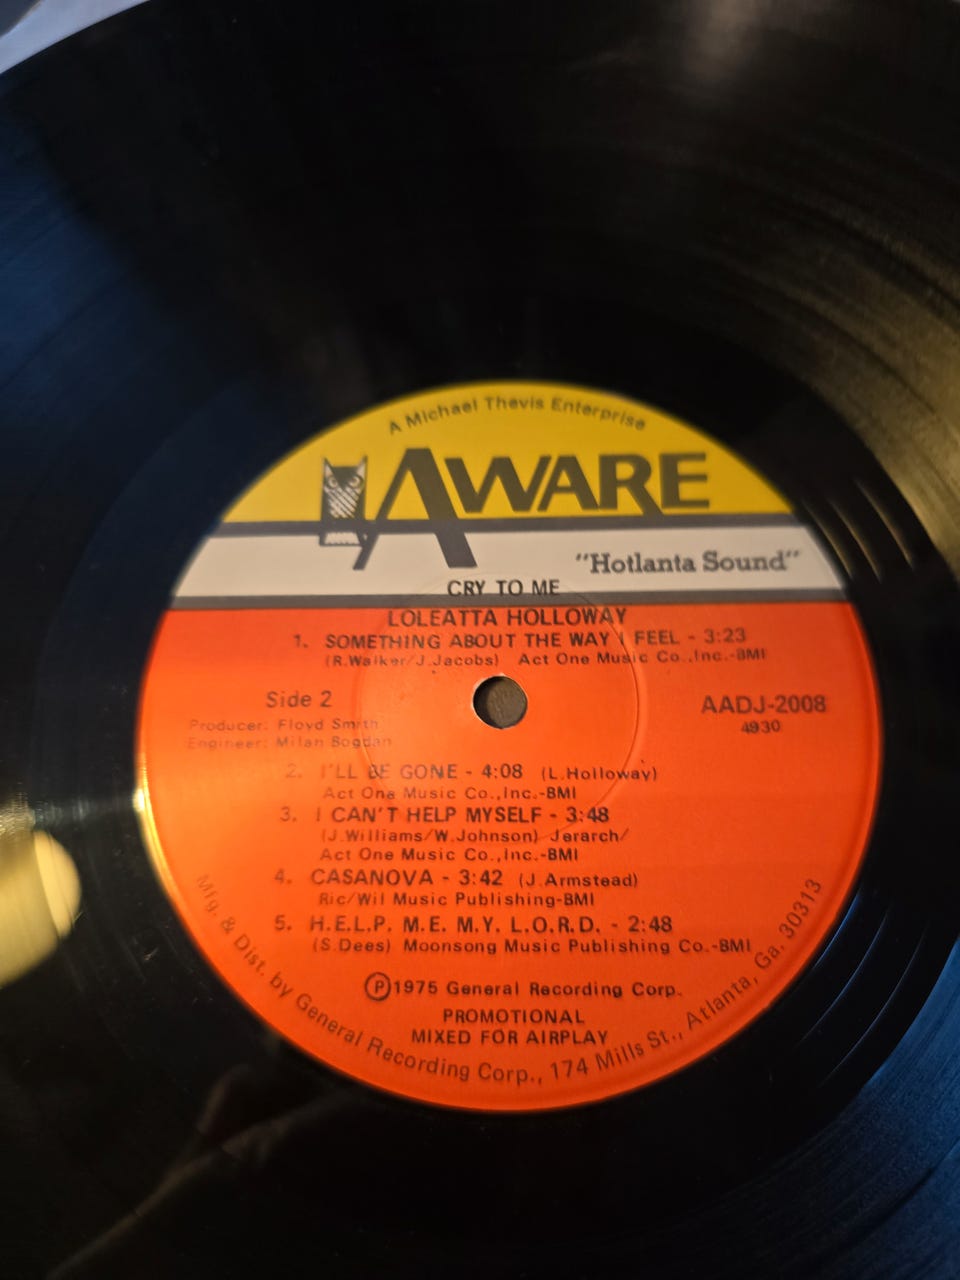 A Michael Thevis Enterprise
AWARE
"Hotlanta Sound"
CRY TO ME
LOLEATTA HOLLOWAY
1. SOMETHING ABOUT THE WAY I FEEL - 3:23
(R.Walker/J.Jacobs) Act One Music Co.,Inc.-BMI
Side 2
AADJ-2008
Producer: Floyd Smith
4930
Engineer: Milan Bogdan
2. I'LL BE GONE - 4:08 (L.Holloway)
Act One Music Co.,Inc.-BMI
3. I CAN'T HELP MYSELF - 3:48
(J.Williams/W.Johnson) Jerarch/
Act One Music Co.,Inc.-BMI
4. CASANOVA - 3:42 (J.Armstead)
Ric/Wil Music Publishing-BMI
5. H.E.L.P. M.E. M.Y. L.O.R.D. - 2:48
(S.Dees) Moonsong Music Publishing Co.-BMI
Ⓟ1975 General Recording Corp.
PROMOTIONAL
MIXED FOR AIRPLAY
Mfg. & Dist. by General Recording Corp., 174 Mills St., Atlanta, Ga. 30313